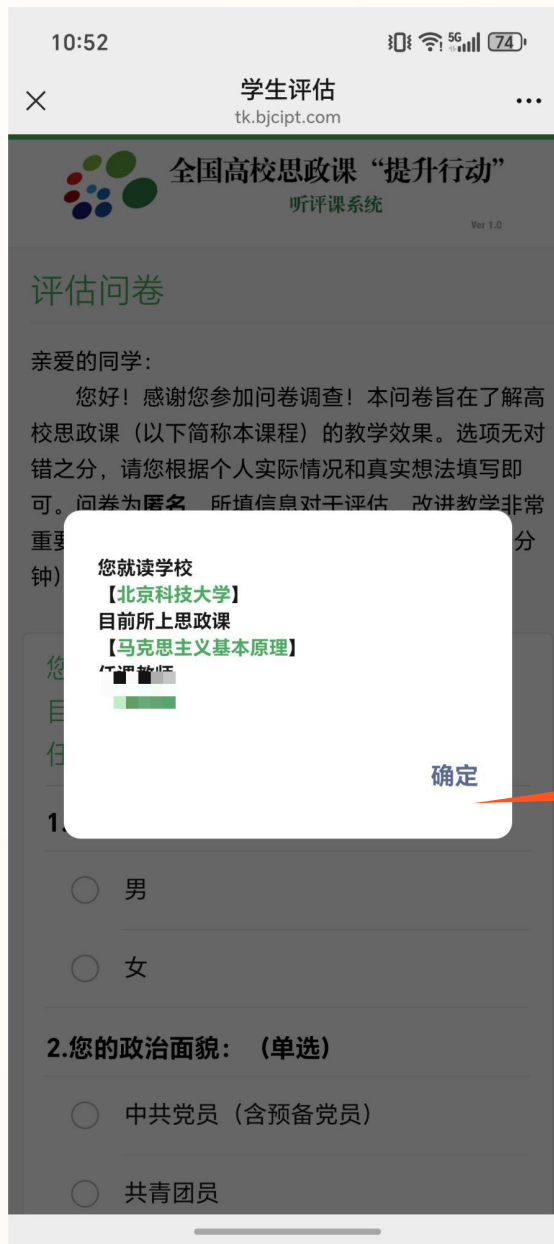 10:52
5G
74
学生评估
tk.bjcipt.com
全国高校思政课“提升行动”
听评课系统
Ver 1.0
评估问卷
亲爱的同学：
您好！感谢您参加问卷调查！本问卷旨在了解高
校思政课（以下简称本课程）的教学效果。选项无对
错之分，请您根据个人实际情况和真实想法填写即
可。问卷为匿名，所填信息对于评估、改进教学非常
重要
分
钟）
您就读学校
【北京科技大学】
目前所上思政课
【马克思主义基本原理】
任课教师
确定
您
目
任
1.
男
女
2.您的政治面貌：（单选）
中共党员（含预备党员）
共青团员